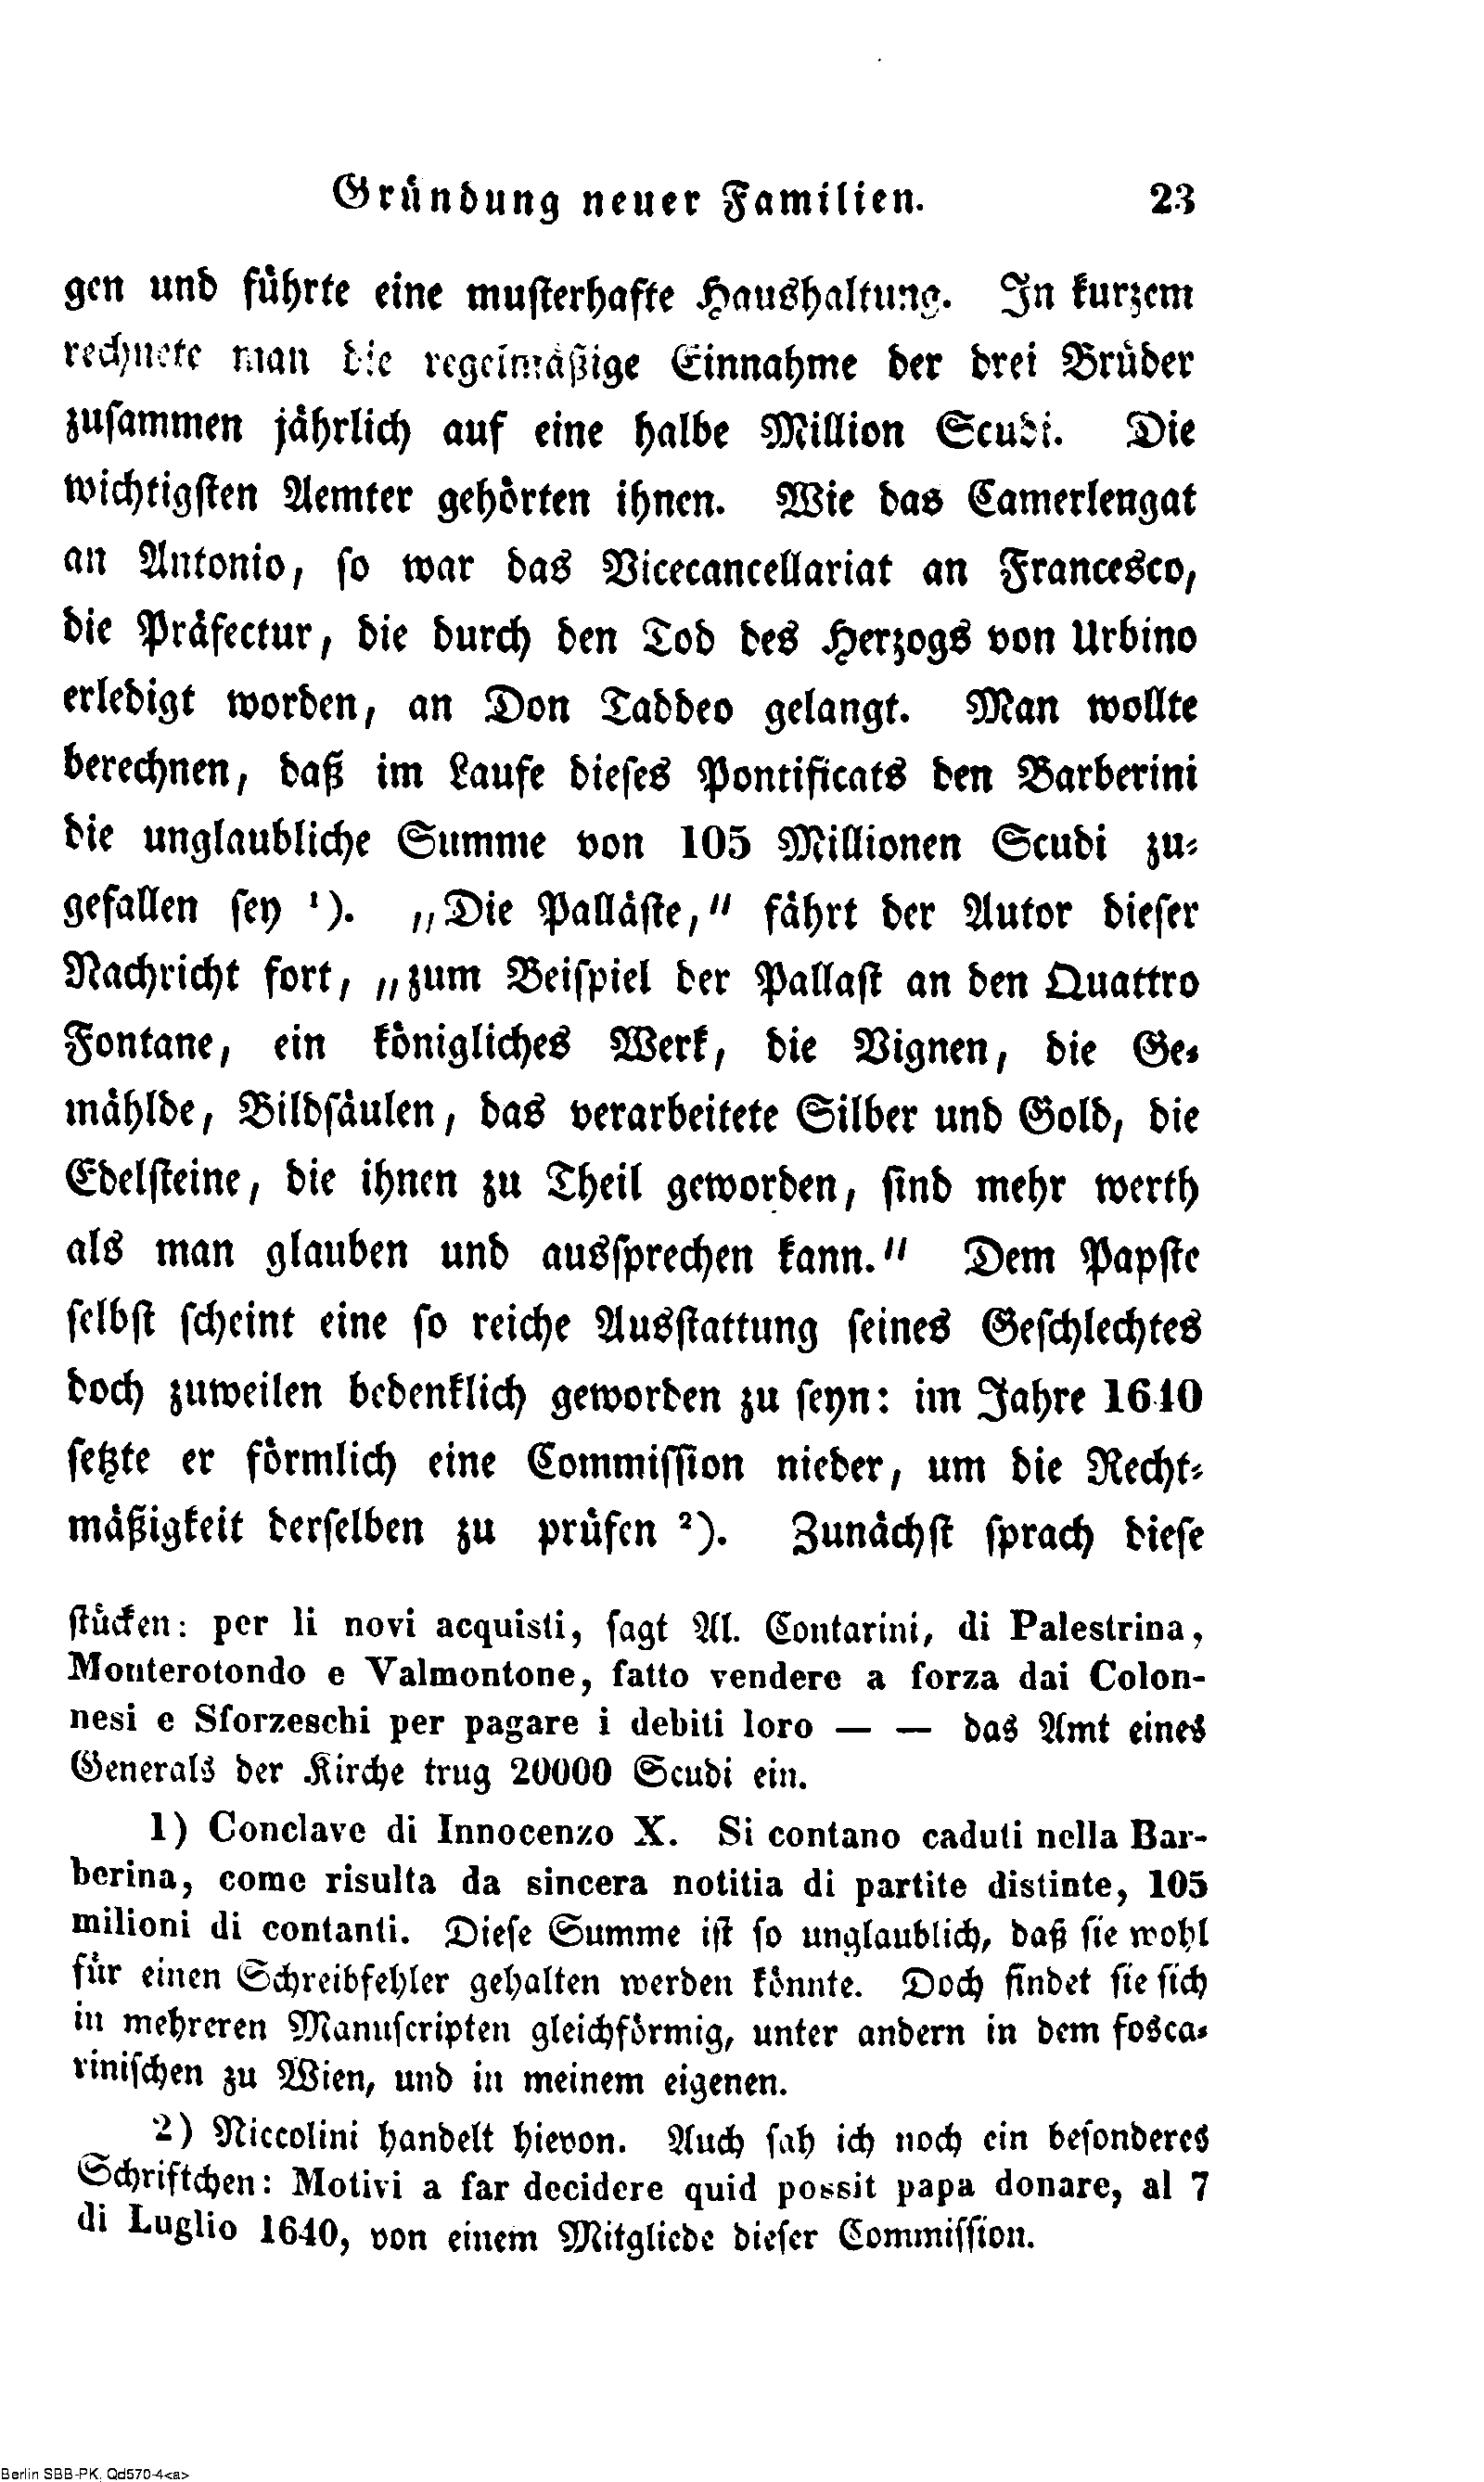 Gründung neuer Familien. 23
gen und führte eine muſterhafte Haushaltung. In kurzem
rechnete man die regelmäßige Einnahme der drei Brüder
zuſammen jährlich auf eine halbe Million Scudi. Die
wichtigſten Aemter gehörten ihnen. Wie das Camerlengat
an Antonio, ſo war das Vicecancellariat an Francesco,
die Präfectur, die durch den Tod des Herzogs von Urbino
erledigt worden, an Don Taddeo gelangt. Man wollte
berechnen, daß im Laufe dieſes Pontificats den Barberini
die unglaubliche Summe von 105 Millionen Scudi zu⸗
gefallen ſey ¹). „Die Palläſte," fährt der Autor dieſer
Nachricht fort, „zum Beiſpiel der Pallaſt an den Quattro
Fontane, ein königliches Werk, die Vignen, die Ge⸗
mählde, Bildſäulen, das verarbeitete Silber und Gold, die
Edelſteine, die ihnen zu Theil geworden, ſind mehr werth
als man glauben und ausſprechen kann." Dem Papſte
ſelbſt ſcheint eine ſo reiche Ausſtattung ſeines Geſchlechtes
doch zuweilen bedenklich geworden zu ſeyn: im Jahre 1640
ſetzte er förmlich eine Commiſſion nieder, um die Recht⸗
mäßigkeit derſelben zu prüfen ²). Zunächſt ſprach dieſe
ſtücken: per li novi acquisti, ſagt Al. Contarini, di Palestrina,
Monterotondo e Valmontone, fatto vendere a forza dai Colon-
nesi e Sforzeschi per pagare i debiti loro — — das Amt eines
Generals der Kirche trug 20000 Scudi ein.
1) Conclave di Innocenzo X. Si contano caduti nella Bar-
berina, come risulta da sincera notitia di partite distinte, 105
milioni di contanti. Dieſe Summe iſt ſo unglaublich, daß ſie wohl
für einen Schreibfehler gehalten werden könnte. Doch findet ſie ſich
in mehreren Manuſcripten gleichförmig, unter andern in dem fosca⸗
riniſchen zu Wien, und in meinem eigenen.
2) Niccolini handelt hievon. Auch ſah ich noch ein beſonderes
Schriftchen: Motivi a far decidere quid possit papa donare, al 7
di Luglio 1640, von einem Mitgliede dieſer Commiſſion.
Berlin SBB-PK, Qd570-4<a>